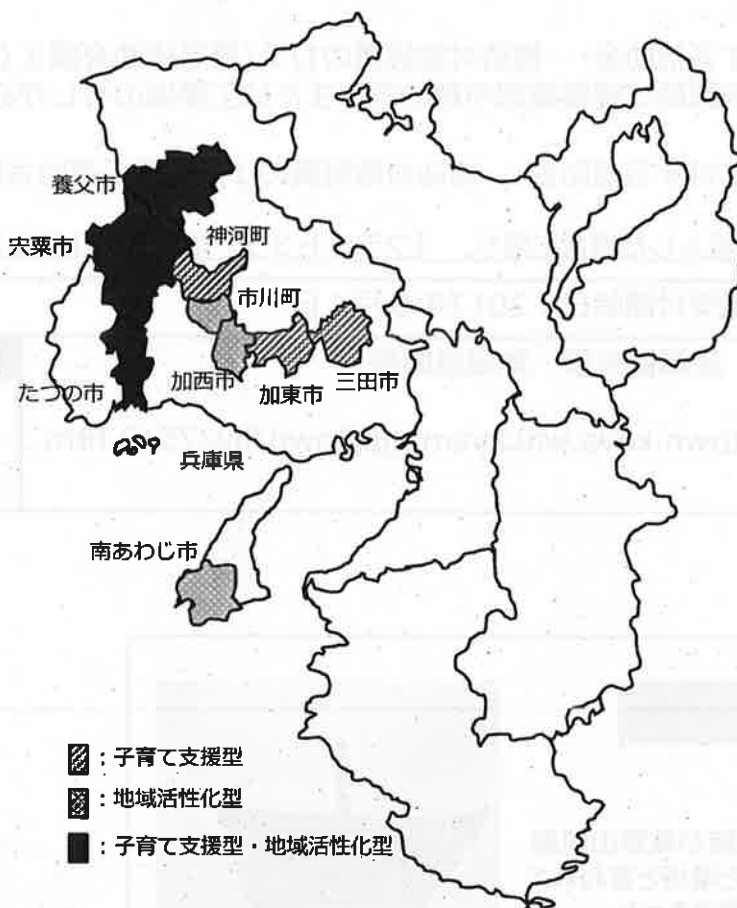 養父市
宍粟市
神河町
市川町
たつの市
加西市
加東市
三田市
兵庫県
南あわじ市
：子育て支援型
：地域活性化型
：子育て支援型・地域活性化型